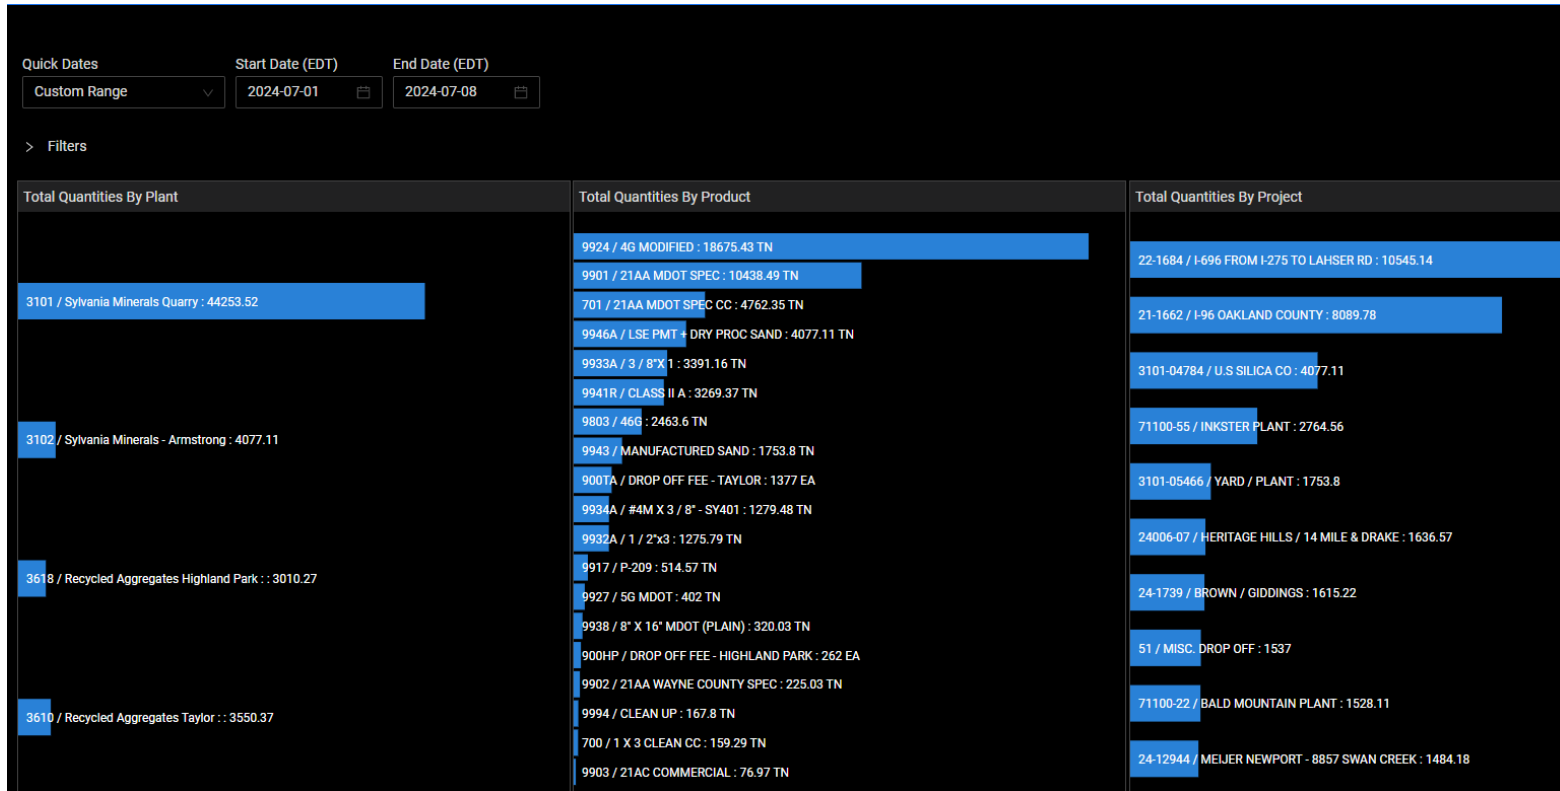 Quick Dates
Start Date (EDT)
End Date (EDT)
Custom Range
2024-07-01
2024-07-08
Filters
Total Quantities By Plant
3101 / Sylvania Minerals Quarry : 44253.52
3102 / Sylvania Minerals - Armstrong : 4077.11
3618 / Recycled Aggregates Highland Park : : 3010.27
3610 / Recycled Aggregates Taylor : : 3550.37
Total Quantities By Product
9924 / 4G MODIFIED : 18675.43 TN
9901 / 21AA MDOT SPEC : 10438.49 TN
701 / 21AA MDOT SPEC CC : 4762.35 TN
9946A / LSE PMT + DRY PROC SAND : 4077.11 TN
9933A / 3 / 8"X 1 : 3391.16 TN
9941R / CLASS II A : 3269.37 TN
9803 / 46G : 2463.6 TN
9943 / MANUFACTURED SAND : 1753.8 TN
900TA / DROP OFF FEE - TAYLOR : 1377 EA
9934A / #4M X 3 / 8" - SY401 : 1279.48 TN
9932A / 1 / 2"x3 : 1275.79 TN
9917 / P-209 : 514.57 TN
9927 / 5G MDOT : 402 TN
9938 / 8" X 16" MDOT (PLAIN) : 320.03 TN
900HP / DROP OFF FEE - HIGHLAND PARK : 262 EA
9902 / 21AA WAYNE COUNTY SPEC : 225.03 TN
9994 / CLEAN UP : 167.8 TN
700 / 1 X 3 CLEAN CC : 159.29 TN
9903 / 21AC COMMERCIAL : 76.97 TN
Total Quantities By Project
22-1684 / I-696 FROM I-275 TO LAHSER RD : 10545.14
21-1662 / I-96 OAKLAND COUNTY : 8089.78
3101-04784 / U.S SILICA CO : 4077.11
71100-55 / INKSTER PLANT : 2764.56
3101-05466 / YARD / PLANT : 1753.8
24006-07 / HERITAGE HILLS / 14 MILE & DRAKE : 1636.57
24-1739 / BROWN / GIDDINGS : 1615.22
51 / MISC. DROP OFF : 1537
71100-22 / BALD MOUNTAIN PLANT : 1528.11
24-12944 / MEIJER NEWPORT - 8857 SWAN CREEK : 1484.18